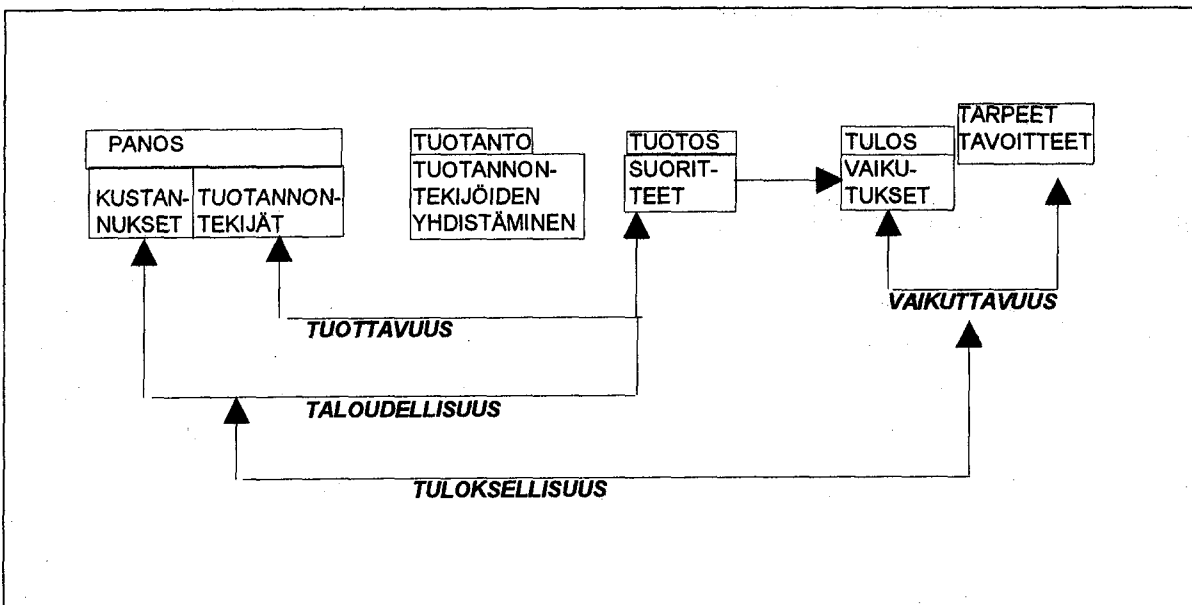 PANOS
KUSTAN-
NUKSET
TUOTANNON-
TEKIJÄT
TUOTANTO
TUOTANNON-
TEKIJÖIDEN
YHDISTÄMINEN
TUOTOS
SUORIT-
TEET
TULOS
VAIKU-
TUKSET
TARPEET
TAVOITTEET
VAIKUTTAVUUS
TUOTTAVUUS
TALOUDELLISUUS
TULOKSELLISUUS